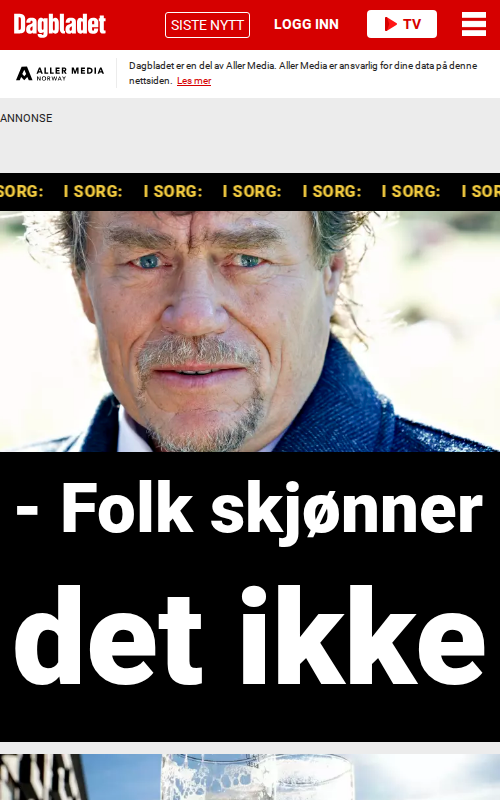 Dagbladet
SISTE NYTT
LOGG INN
TV
ALLER MEDIA
NORWAY
Dagbladet er en del av Aller Media. Aller Media er ansvarlig for dine data på denne
nettsiden. Les mer
ANNONSE
SORG: I SORG: I SORG: I SORG: I SORG: I SORG: I SOR
- Folk skjønner
det ikke